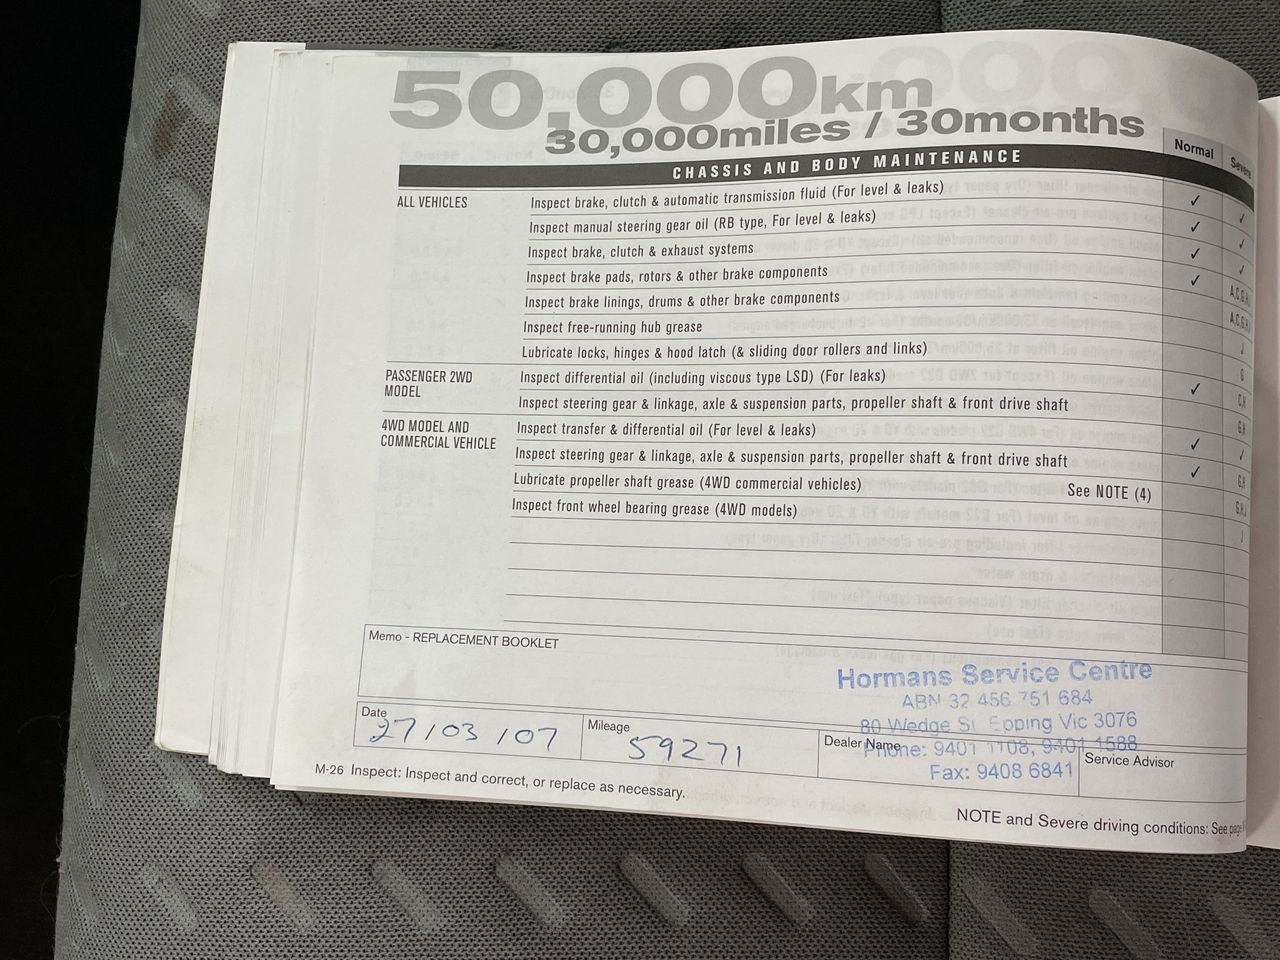 50,000km
30,000miles / 30months
Normal
CHASSIS AND BODY MAINTENANCE
ALL VEHICLES
Inspect brake, clutch & automatic transmission fluid (For level & leaks) ✓ ✓
Inspect manual steering gear oil (RB type, For level & leaks) ✓ ✓
Inspect brake, clutch & exhaust systems ✓ ✓
Inspect brake pads, rotors & other brake components ✓
Inspect brake linings, drums & other brake components
Inspect free-running hub grease
Lubricate locks, hinges & hood latch (& sliding door rollers and links)
PASSENGER 2WD
MODEL
Inspect differential oil (including viscous type LSD) (For leaks) ✓
Inspect steering gear & linkage, axle & suspension parts, propeller shaft & front drive shaft
4WD MODEL AND
COMMERCIAL VEHICLE
Inspect transfer & differential oil (For level & leaks) ✓
Inspect steering gear & linkage, axle & suspension parts, propeller shaft & front drive shaft ✓
Lubricate propeller shaft grease (4WD commercial vehicles) See NOTE (4)
Inspect front wheel bearing grease (4WD models)
Memo - REPLACEMENT BOOKLET
Hormans Service Centre
ABN 32 456 751 684
80 Wedge St Epping Vic 3076
Phone: 9401 1108, 9401 1588
Fax: 9408 6841
Date
27/03/07
Mileage
59271
Dealer Name
Service Advisor
M-26 Inspect: Inspect and correct, or replace as necessary.
NOTE and Severe driving conditions: See page